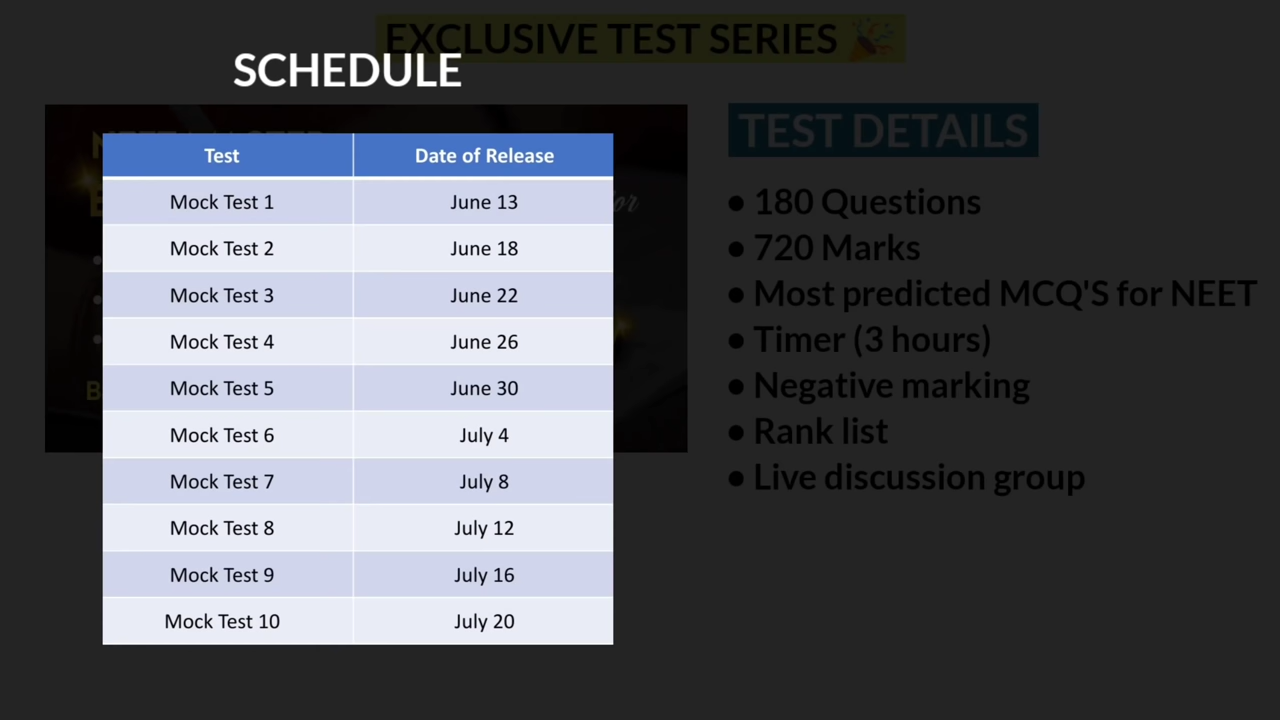 EXCLUSIVE TEST SERIES 🎉
SCHEDULE
Test Date of Release
Mock Test 1 June 13
Mock Test 2 June 18
Mock Test 3 June 22
Mock Test 4 June 26
Mock Test 5 June 30
Mock Test 6 July 4
Mock Test 7 July 8
Mock Test 8 July 12
Mock Test 9 July 16
Mock Test 10 July 20
TEST DETAILS
• 180 Questions
• 720 Marks
• Most predicted MCQ'S for NEET
• Timer (3 hours)
• Negative marking
• Rank list
• Live discussion group